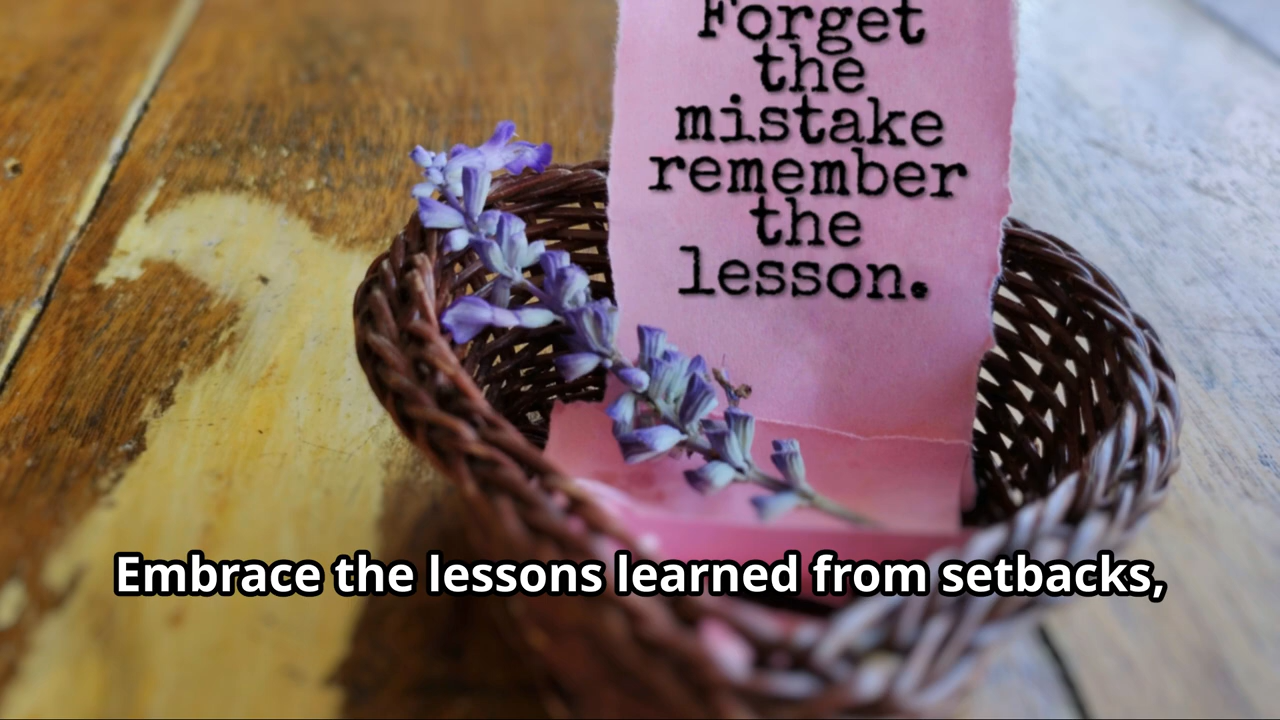 Forget
the
mistake
remember
the
lesson.
Embrace the lessons learned from setbacks,